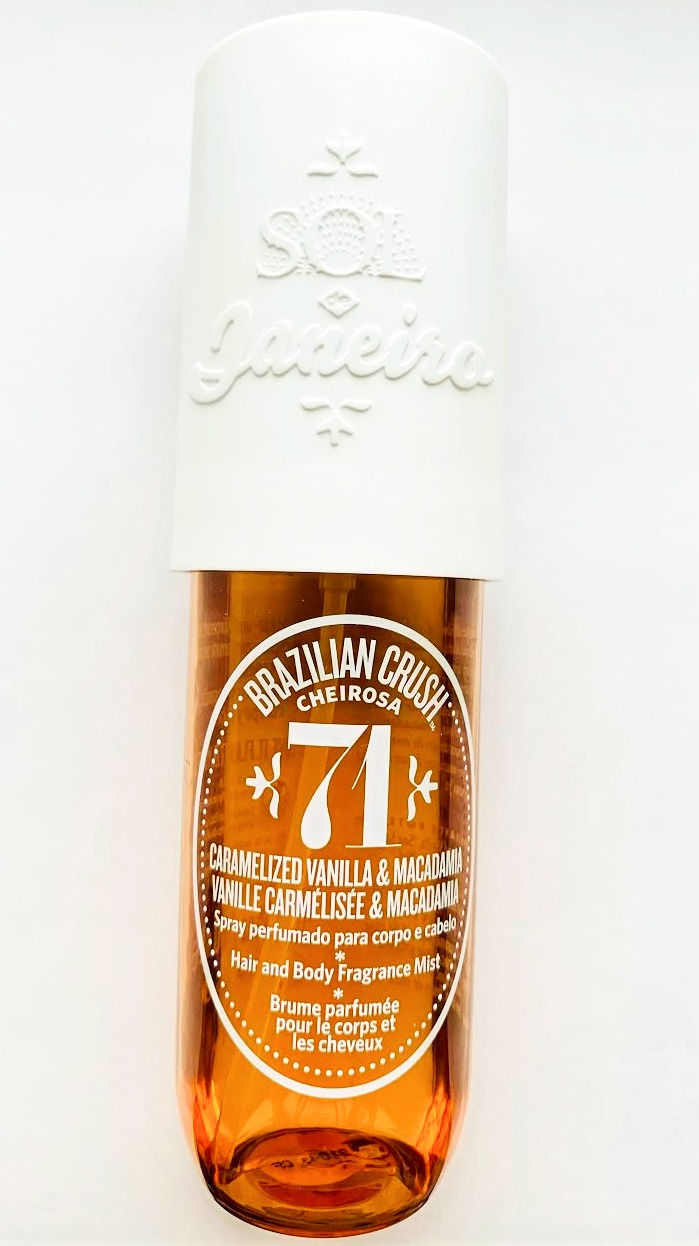 SOL
de
Janeiro
BRAZILIAN CRUSH™
CHEIROSA
71
CARAMELIZED VANILLA & MACADAMIA
VANILLE CARMÉLISÉE & MACADAMIA
Spray perfumado para corpo e cabelo
*
Hair and Body Fragrance Mist
*
Brume parfumée
pour le corps et
les cheveux